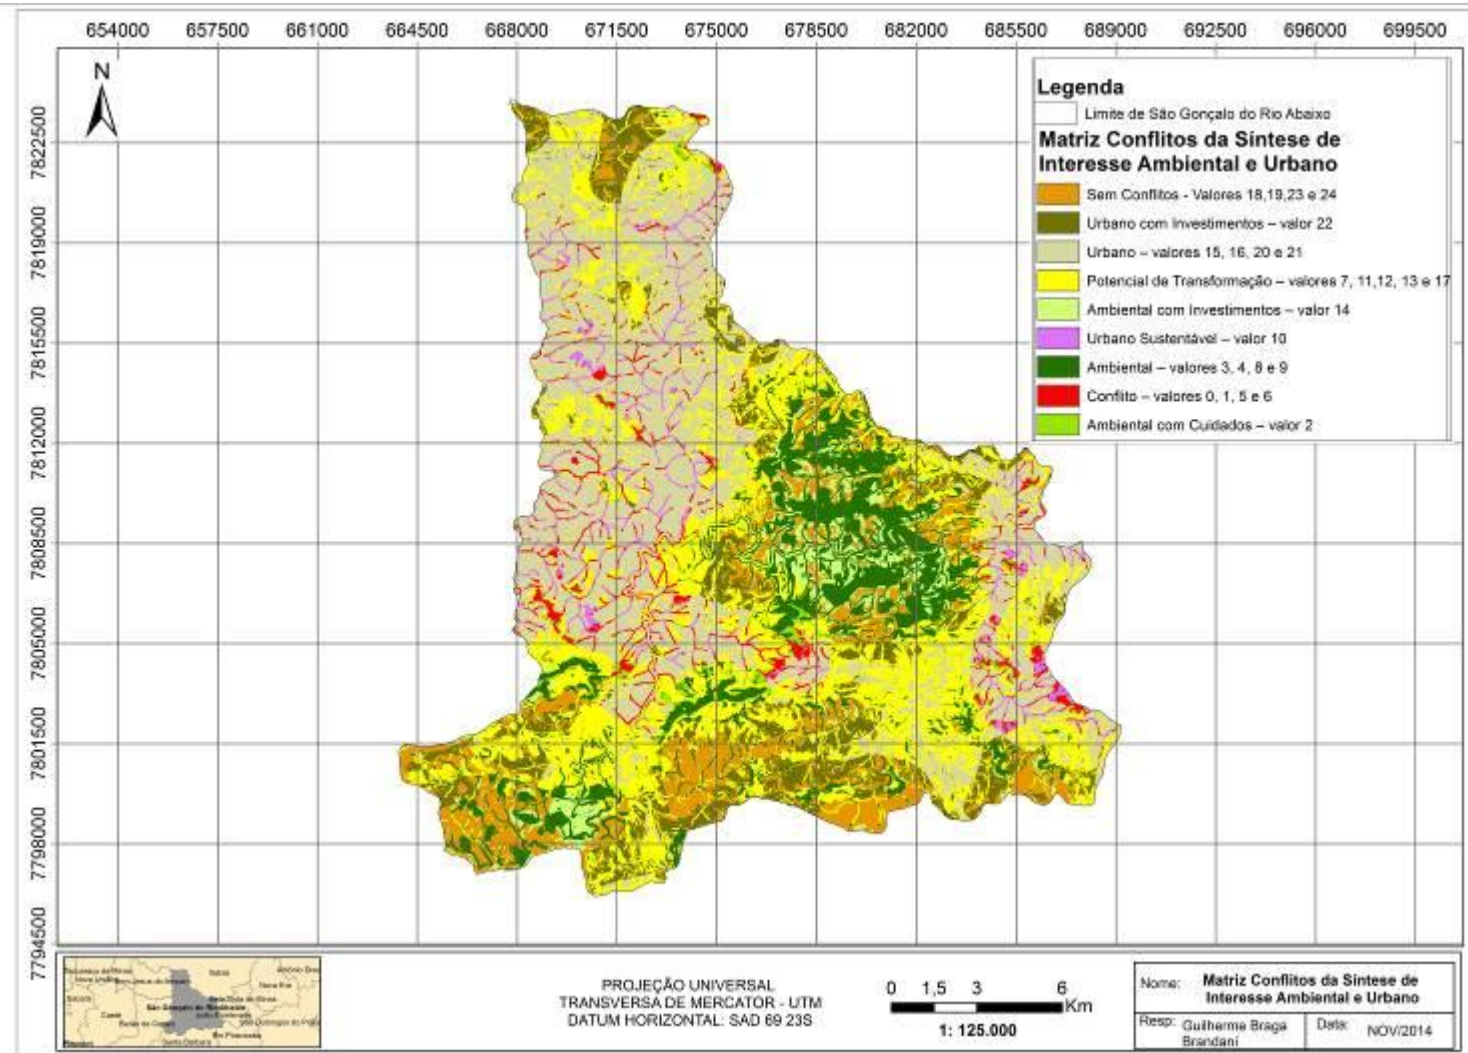 654000 657500 661000 664500 668000 671500 675000 678500 682000 685500 689000 692500 696000 699500
N
7822500
7819000
7815500
7812000
7808500
7805000
7801500
7798000
7794500
Legenda
Limite de São Gonçalo do Rio Abaixo
Matriz Conflitos da Síntese de
Interesse Ambiental e Urbano
Sem Conflitos - Valores 18,19,23 e 24
Urbano com Investimentos – valor 22
Urbano – valores 15, 16, 20 e 21
Potencial de Transformação – valores 7, 11,12, 13 e 17
Ambiental com Investimentos – valor 14
Urbano Sustentável – valor 10
Ambiental – valores 3, 4, 8 e 9
Conflito – valores 0, 1, 5 e 6
Ambiental com Cuidados – valor 2
PROJEÇÃO UNIVERSAL
TRANSVERSA DE MERCATOR - UTM
DATUM HORIZONTAL: SAD 69 23S
0 1,5 3 6
Km
1: 125.000
Nome: Matriz Conflitos da Síntese de
Interesse Ambiental e Urbano
Resp: Guilherme Braga
Brandani
Data: NOV/2014